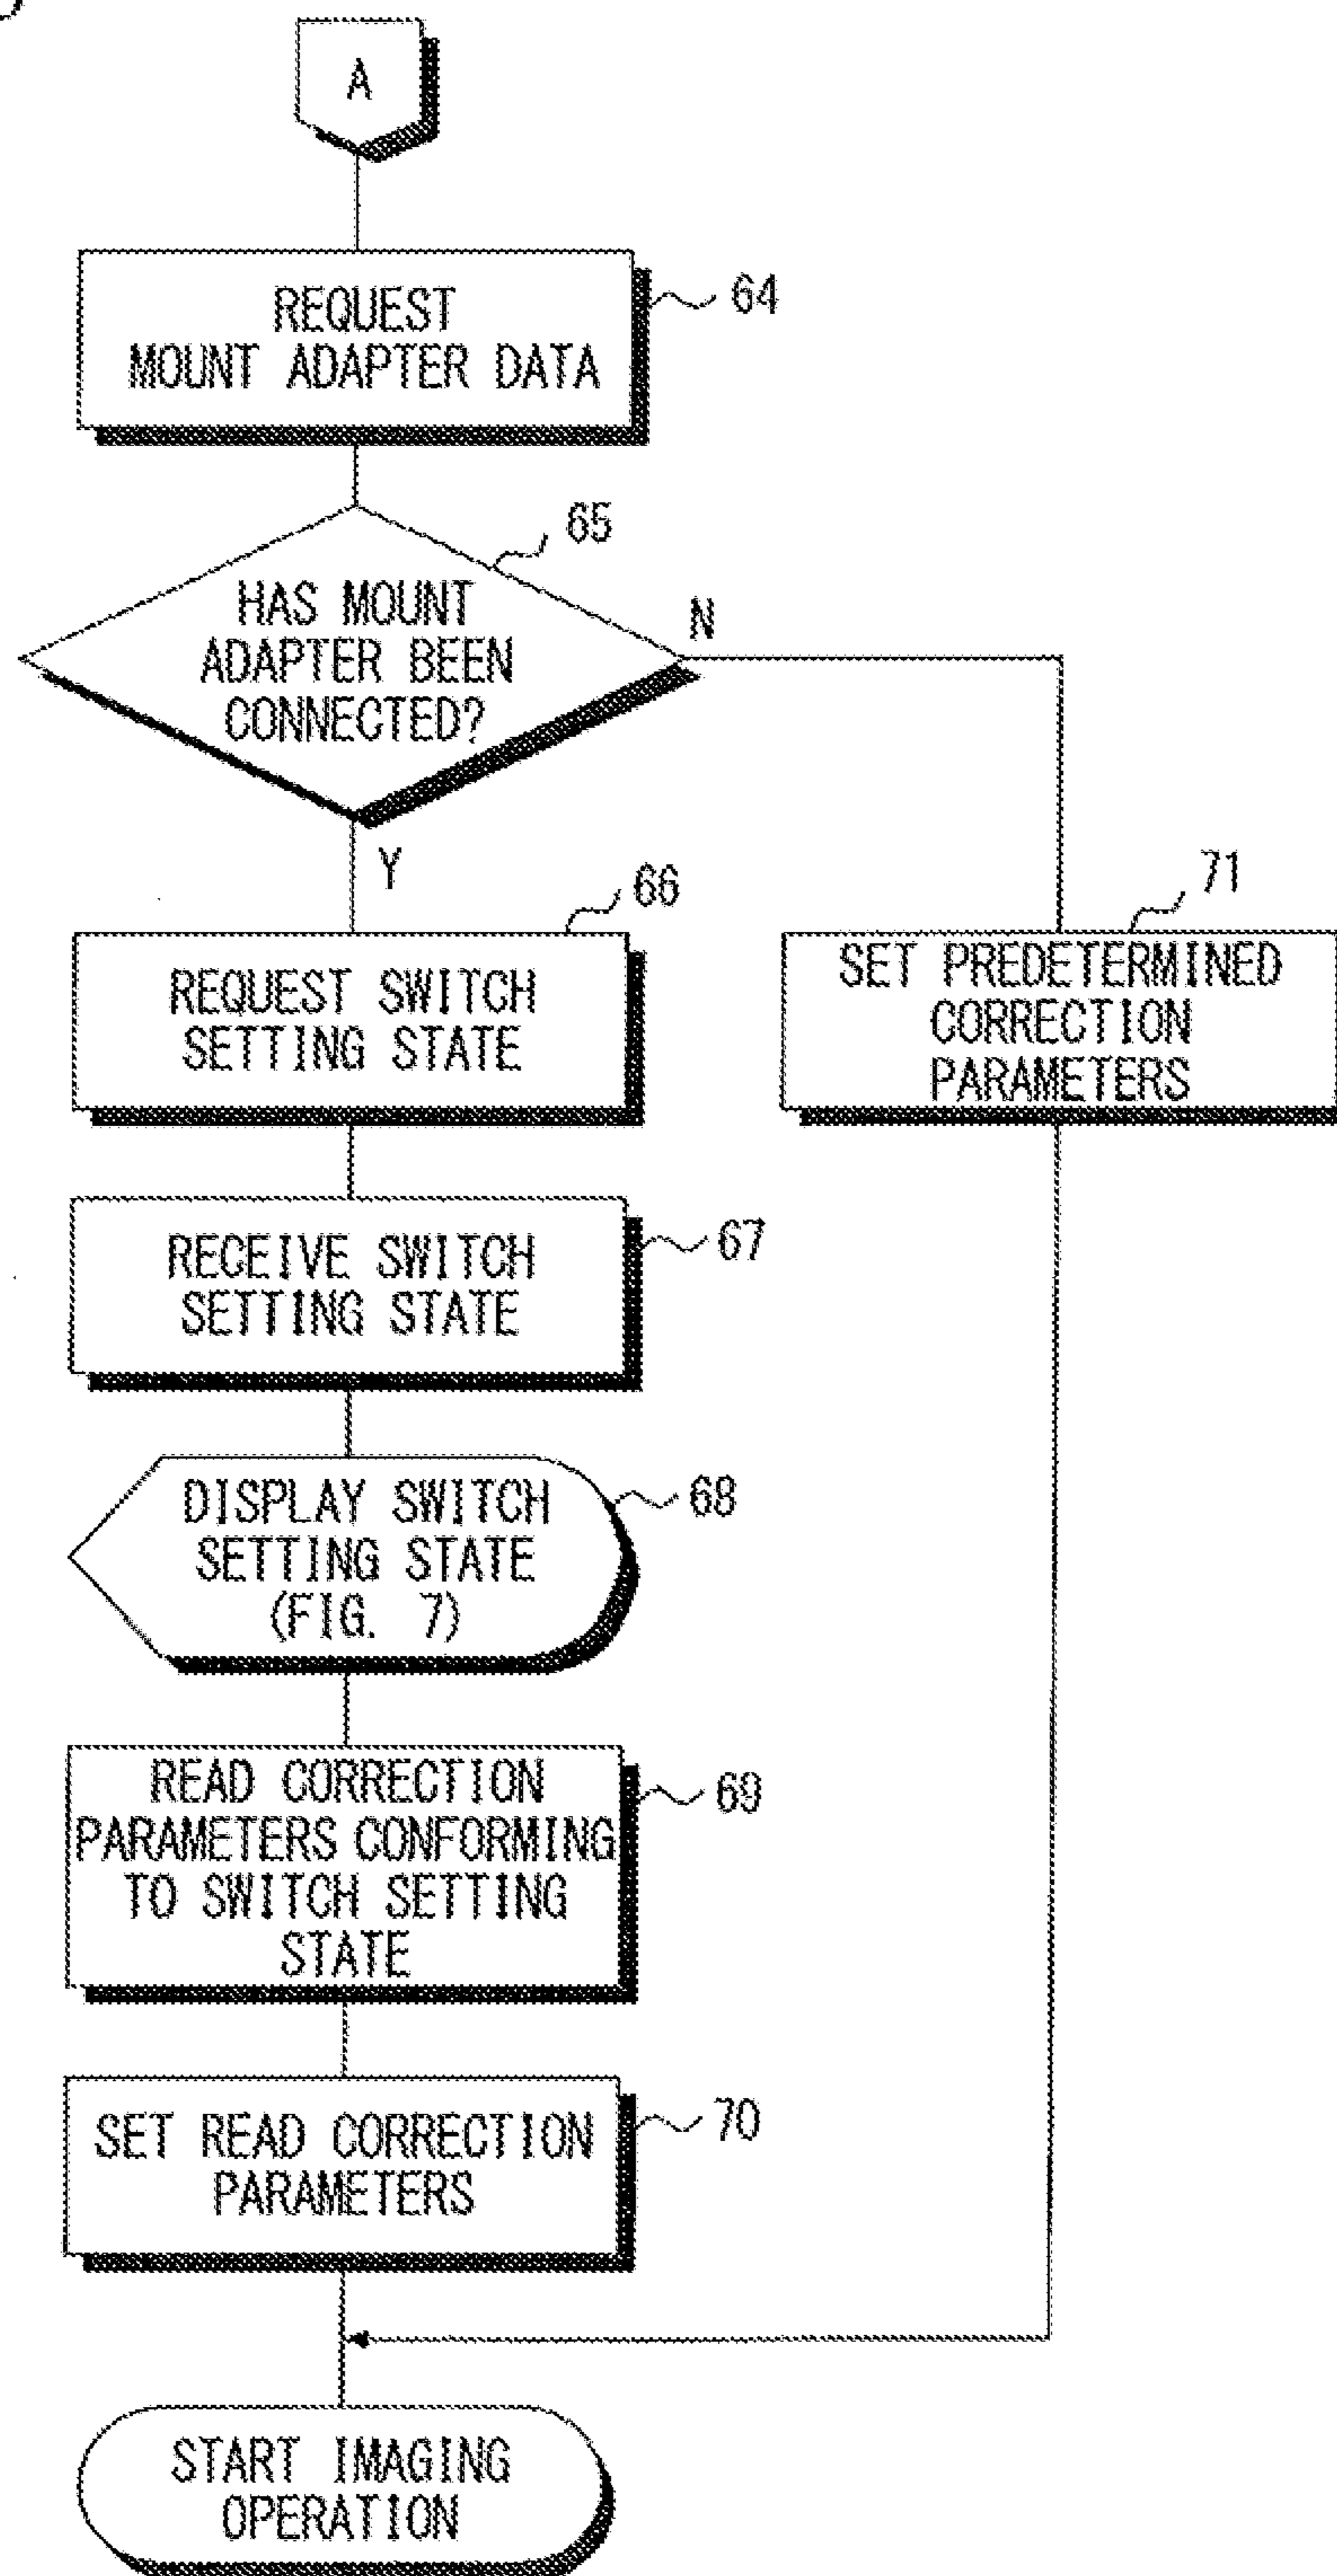 A
REQUEST
MOUNT ADAPTER DATA
64
65
HAS MOUNT
ADAPTER BEEN
CONNECTED?
N
Y
66
71
REQUEST SWITCH
SETTING STATE
SET PREDETERMINED
CORRECTION
PARAMETERS
RECEIVE SWITCH
SETTING STATE
67
DISPLAY SWITCH
SETTING STATE
(FIG. 7)
68
READ CORRECTION
PARAMETERS CONFORMING
TO SWITCH SETTING
STATE
69
SET READ CORRECTION
PARAMETERS
70
START IMAGING
OPERATION